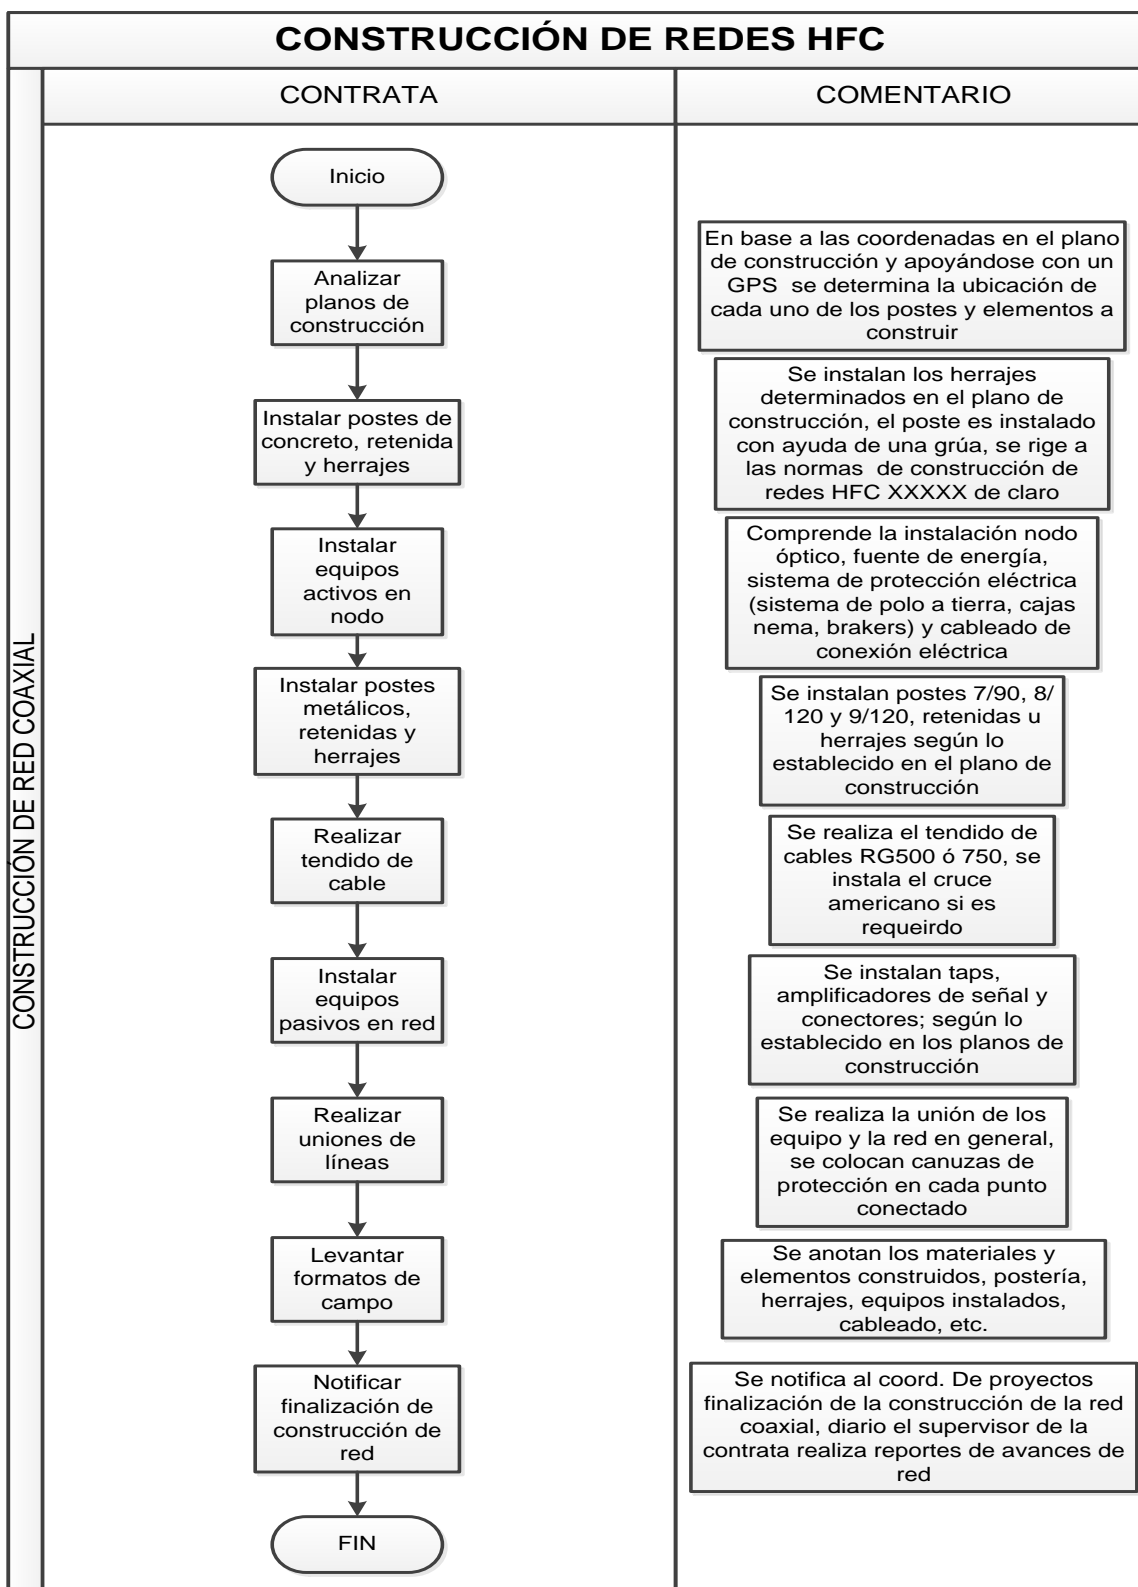 CONSTRUCCIÓN DE REDES HFC
CONTRATA
COMENTARIO
CONSTRUCCIÓN DE RED COAXIAL
Inicio
Analizar
planos de
construcción
En base a las coordenadas en el plano
de construcción y apoyándose con un
GPS se determina la ubicación de
cada uno de los postes y elementos a
construir
Instalar postes de
concreto, retenida
y herrajes
Se instalan los herrajes
determinados en el plano de
construcción, el poste es instalado
con ayuda de una grúa, se rige a
las normas de construcción de
redes HFC XXXXX de claro
Instalar
equipos
activos en
nodo
Comprende la instalación nodo
óptico, fuente de energía,
sistema de protección eléctrica
(sistema de polo a tierra, cajas
nema, brakers) y cableado de
conexión eléctrica
Instalar postes
metálicos,
retenidas y
herrajes
Se instalan postes 7/90, 8/
120 y 9/120, retenidas u
herrajes según lo
establecido en el plano de
construcción
Realizar
tendido de
cable
Se realiza el tendido de
cables RG500 ó 750, se
instala el cruce
americano si es
requeirdo
Instalar
equipos
pasivos en red
Se instalan taps,
amplificadores de señal y
conectores; según lo
establecido en los planos de
construcción
Realizar
uniones de
líneas
Se realiza la unión de los
equipo y la red en general,
se colocan canuzas de
protección en cada punto
conectado
Levantar
formatos de
campo
Se anotan los materiales y
elementos construidos, postería,
herrajes, equipos instalados,
cableado, etc.
Notificar
finalización de
construcción de
red
Se notifica al coord. De proyectos
finalización de la construcción de la red
coaxial, diario el supervisor de la
contrata realiza reportes de avances de
red
FIN